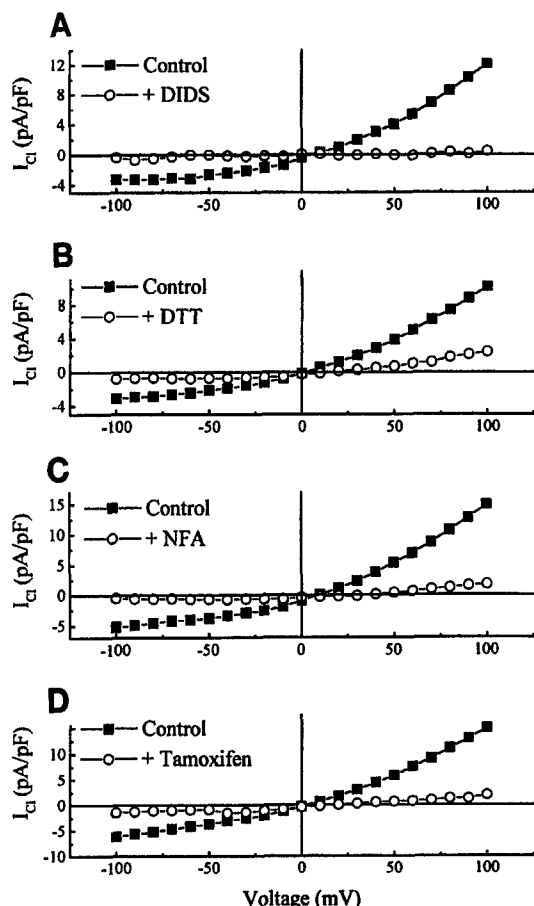 A
I_Cl (pA/pF)
12
8
4
0
-4
Control
+ DIDS
-100 -50 0 50 100
B
I_Cl (pA/pF)
8
4
0
-4
Control
+ DTT
-100 -50 0 50 100
C
I_Cl (pA/pF)
15
10
5
0
-5
Control
+ NFA
-100 -50 0 50 100
D
I_Cl (pA/pF)
10
5
0
-5
-10
Control
+ Tamoxifen
-100 -50 0 50 100
Voltage (mV)